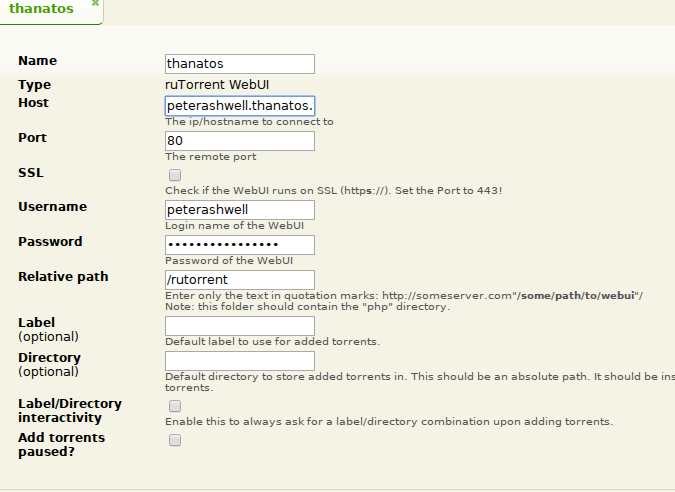 thanatos
Name thanatos
Type ruTorrent WebUI
Host peterashwell.thanatos.
The ip/hostname to connect to
Port 80
The remote port
SSL
Check if the WebUI runs on SSL (https://). Set the Port to 443!
Username peterashwell
Login name of the WebUI
Password ••••••••••••••••
Password of the WebUI
Relative path /rutorrent
Enter only the text in quotation marks: http://someserver.com"/some/path/to/webui"/
Note: this folder should contain the "php" directory.
Label
(optional)
Default label to use for added torrents.
Directory
(optional)
Default directory to store added torrents in. This should be an absolute path. It should be ins
torrents.
Label/Directory
interactivity
Enable this to always ask for a label/directory combination upon adding torrents.
Add torrents
paused?